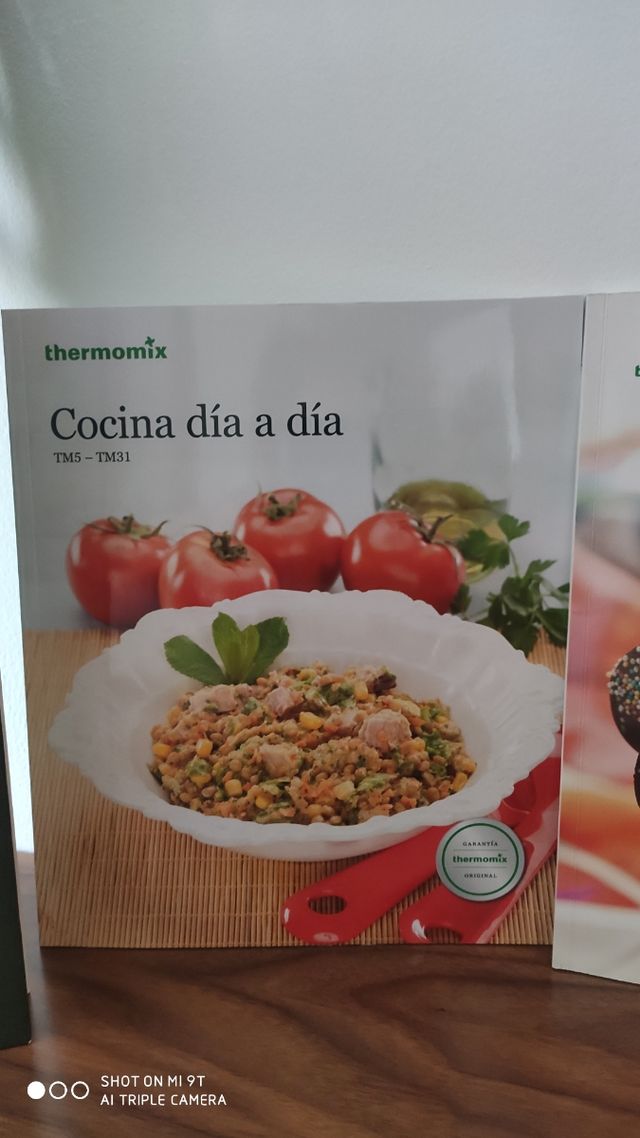 thermomix
Cocina día a día
TM5 – TM31
GARANTÍA
thermomix
ORIGINAL
SHOT ON MI 9T
AI TRIPLE CAMERA